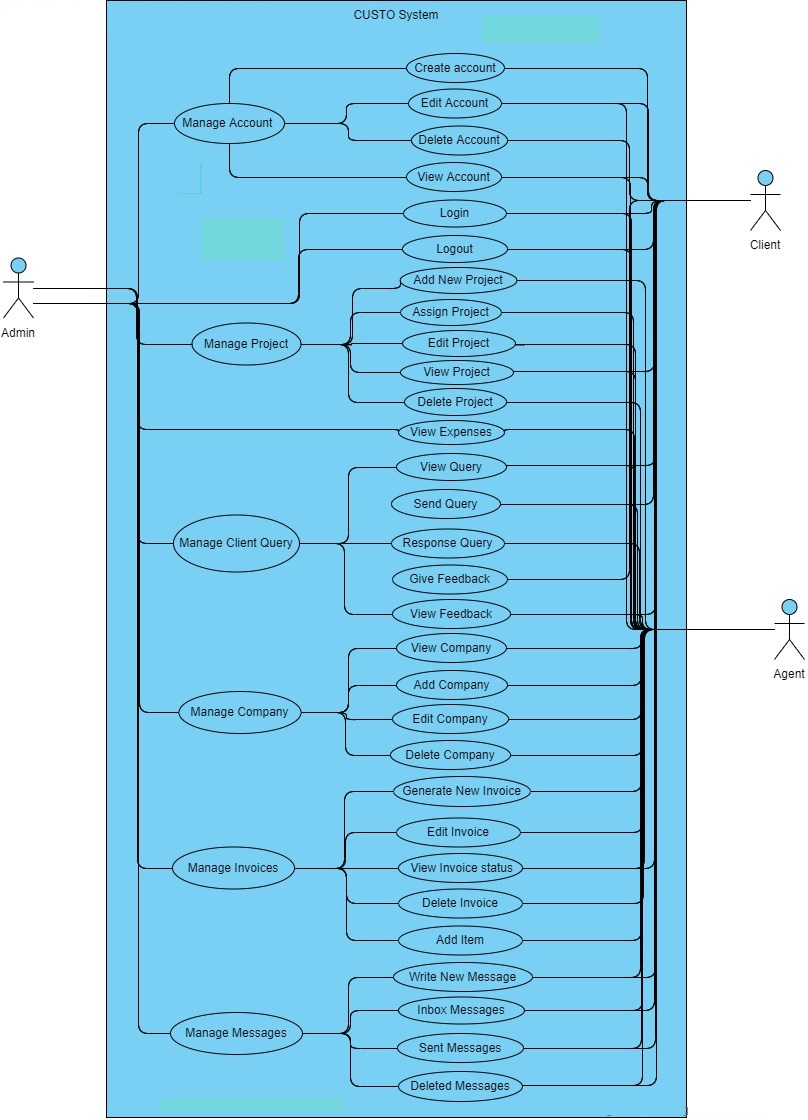 CUSTO System
Create account
Edit Account
Manage Account
Delete Account
View Account
Login
Client
Logout
Add New Project
Assign Project
Admin
Manage Project
Edit Project
View Project
Delete Project
View Expenses
View Query
Send Query
Manage Client Query
Response Query
Give Feedback
View Feedback
View Company
Agent
Add Company
Manage Company
Edit Company
Delete Company
Generate New Invoice
Edit Invoice
Manage Invoices
View Invoice status
Delete Invoice
Add Item
Write New Message
Inbox Messages
Manage Messages
Sent Messages
Deleted Messages